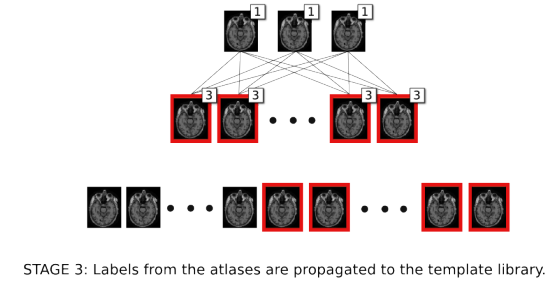 1 1 1
3 3 3 3
STAGE 3: Labels from the atlases are propagated to the template library.